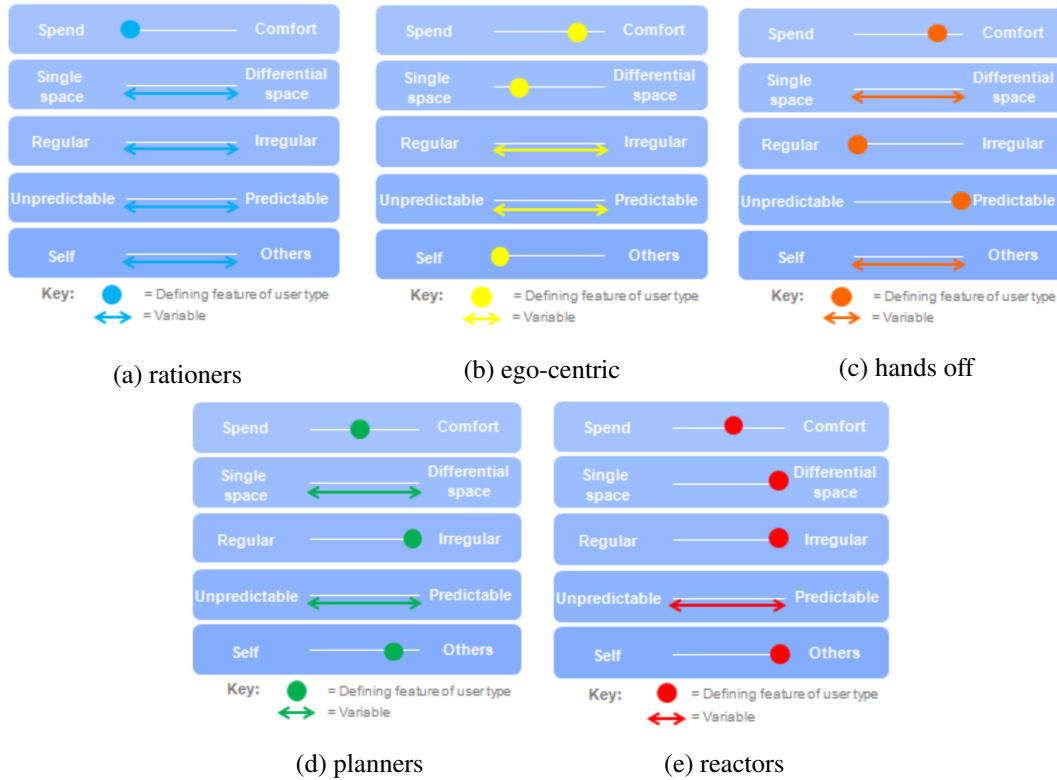 Spend Comfort
Single space Differential space
Regular Irregular
Unpredictable Predictable
Self Others
Key: = Defining feature of user type
= Variable
(a) rationers
Spend Comfort
Single space Differential space
Regular Irregular
Unpredictable Predictable
Self Others
Key: = Defining feature of user type
= Variable
(b) ego-centric
Spend Comfort
Single space Differential space
Regular Irregular
Unpredictable Predictable
Self Others
Key: = Defining feature of user type
= Variable
(c) hands off
Spend Comfort
Single space Differential space
Regular Irregular
Unpredictable Predictable
Self Others
Key: = Defining feature of user type
= Variable
(d) planners
Spend Comfort
Single space Differential space
Regular Irregular
Unpredictable Predictable
Self Others
Key: = Defining feature of user type
= Variable
(e) reactors